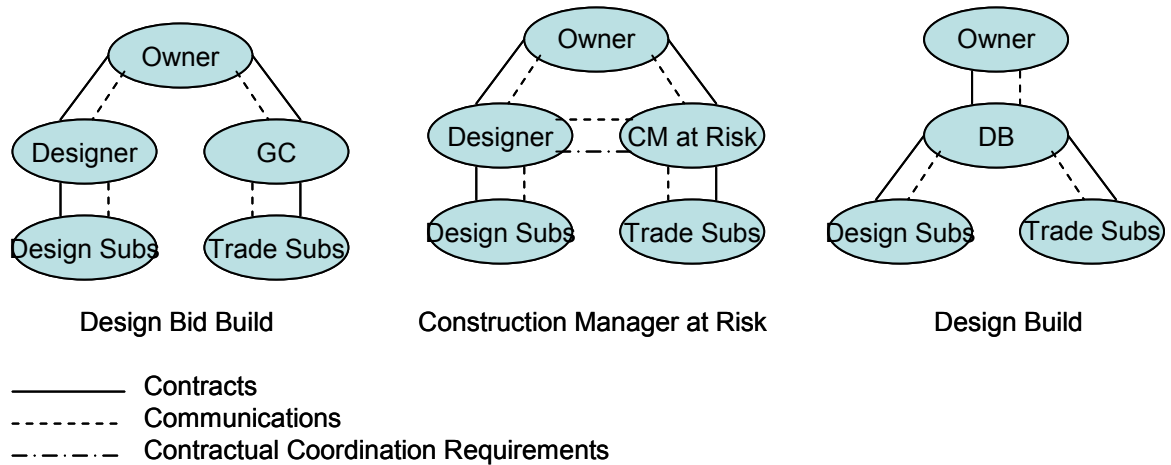 Owner
Designer
GC
Design Subs
Trade Subs
Design Bid Build
Owner
Designer
CM at Risk
Design Subs
Trade Subs
Construction Manager at Risk
Owner
DB
Design Subs
Trade Subs
Design Build
Contracts
Communications
Contractual Coordination Requirements